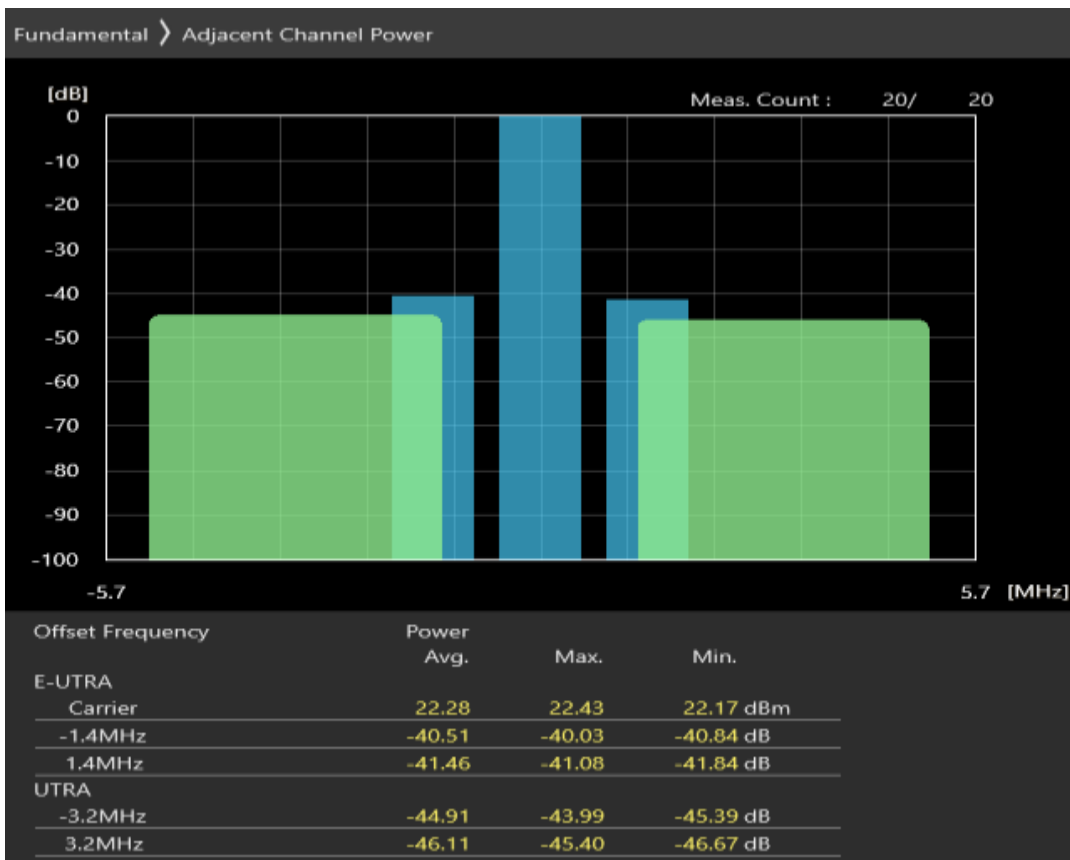 Fundamental 〉 Adjacent Channel Power
[dB]
Meas. Count : 20/ 20
0
-10
-20
-30
-40
-50
-60
-70
-80
-90
-100
-5.7 5.7 [MHz]
Offset Frequency Power
Avg. Max. Min.
E-UTRA
Carrier 22.28 22.43 22.17 dBm
-1.4MHz -40.51 -40.03 -40.84 dB
1.4MHz -41.46 -41.08 -41.84 dB
UTRA
-3.2MHz -44.91 -43.99 -45.39 dB
3.2MHz -46.11 -45.40 -46.67 dB